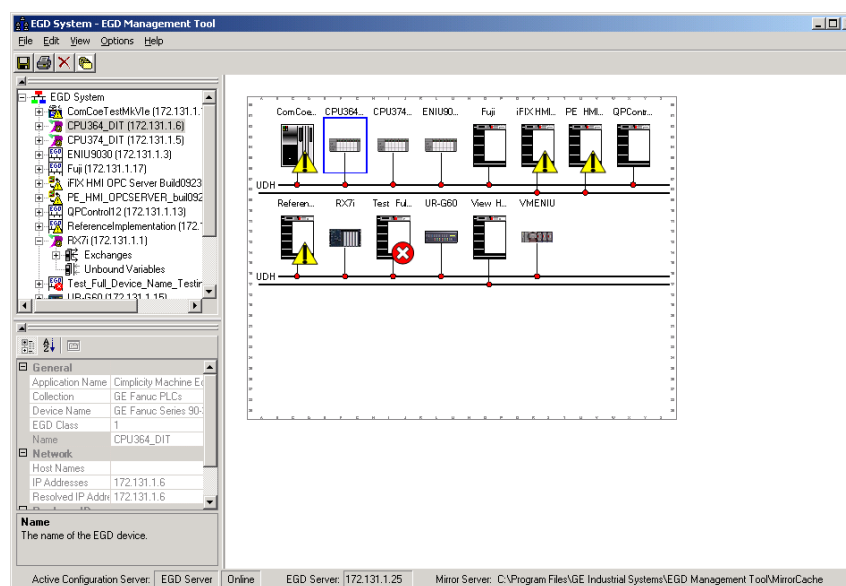 EGD System - EGD Management Tool
File Edit View Options Help
EGD System
ComCoeTestMkVIe (172.131.1.
CPU364_DIT (172.131.1.6)
CPU374_DIT (172.131.1.5)
ENIU9030 (172.131.1.3)
Fuji (172.131.1.17)
iFIX HMI OPC Server Build0923
PE_HMI_OPCSERVER_buil092
QPControl12 (172.131.1.13)
ReferenceImplementation (172.
RX7i (172.131.1.1)
Exchanges
Unbound Variables
Test_Full_Device_Name_Testir
UR-G60 (172.131.1.15)
ComCoe... CPU364... CPU374... ENIU90... Fuji iFIX HMI... PE_HMI... QPContr...
UDH
Referen... RX7i Test_Ful... UR-G60 View H... VMENIU
UDH
General
Application Name Cimplicity Machine Ec
Collection GE Fanuc PLCs
Device Name GE Fanuc Series 90-
EGD Class 1
Name CPU364_DIT
Network
Host Names
IP Addresses 172.131.1.6
Resolved IP Addre 172.131.1.6
Name
The name of the EGD device.
Active Configuration Server: EGD Server Online EGD Server: 172.131.1.25 Mirror Server: C:\Program Files\GE Industrial Systems\EGD Management Tool\MirrorCache